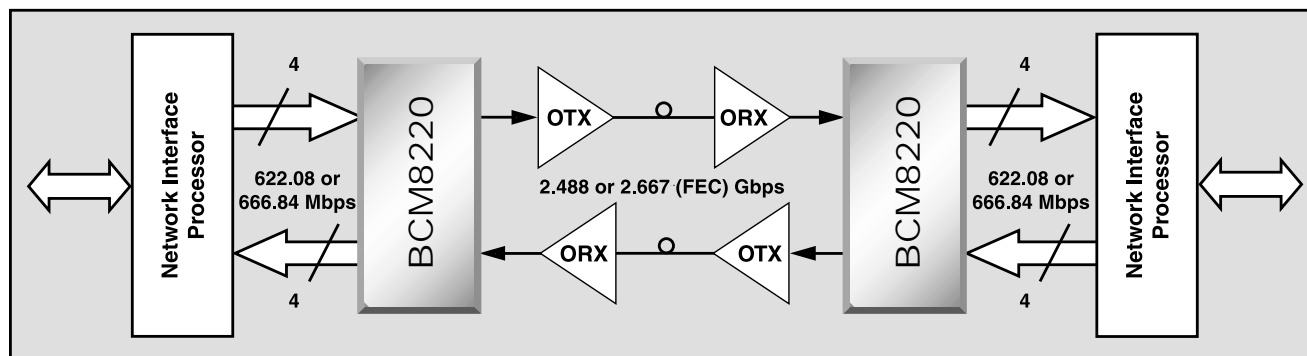 Network Interface
Processor
4
622.08 or
666.84 Mbps
4
BCM8220
OTX
ORX
2.488 or 2.667 (FEC) Gbps
ORX
OTX
BCM8220
4
622.08 or
666.84 Mbps
4
Network Interface
Processor